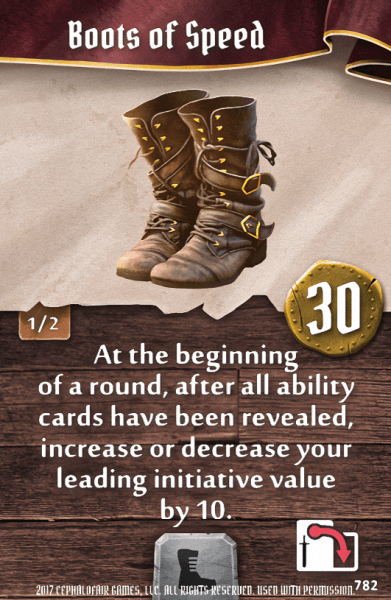 Boots of Speed
30
1/2
At the beginning
of a round, after all ability
cards have been revealed,
increase or decrease your
leading initiative value
by 10.
2017 CEPHALOFAIR GAMES, LLC. ALL RIGHTS RESERVED. USED WITH PERMISSION.
782